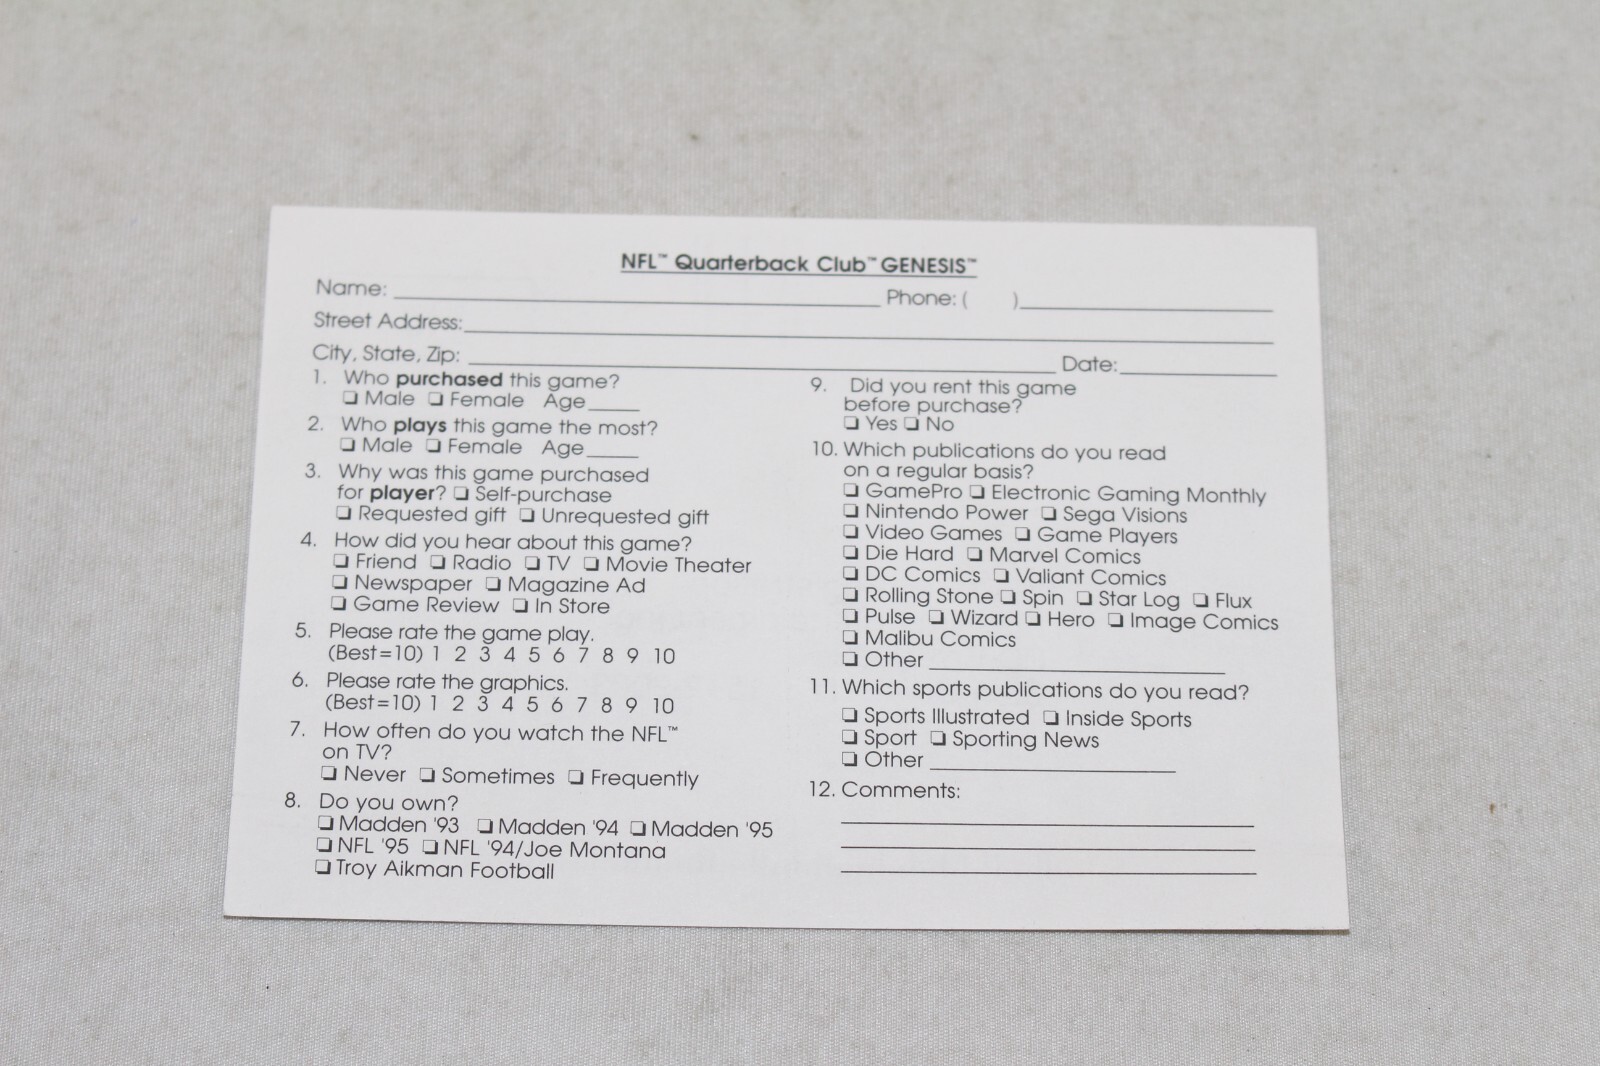 NFL™ Quarterback Club™ GENESIS™
Name: Phone: ( )
Street Address:
City, State, Zip: Date:
1. Who purchased this game?
❏ Male ❏ Female Age
2. Who plays this game the most?
❏ Male ❏ Female Age
3. Why was this game purchased
for player? ❏ Self-purchase
❏ Requested gift ❏ Unrequested gift
4. How did you hear about this game?
❏ Friend ❏ Radio ❏ TV ❏ Movie Theater
❏ Newspaper ❏ Magazine Ad
❏ Game Review ❏ In Store
5. Please rate the game play.
(Best=10) 1 2 3 4 5 6 7 8 9 10
6. Please rate the graphics.
(Best=10) 1 2 3 4 5 6 7 8 9 10
7. How often do you watch the NFL™
on TV?
❏ Never ❏ Sometimes ❏ Frequently
8. Do you own?
❏ Madden '93 ❏ Madden '94 ❏ Madden '95
❏ NFL '95 ❏ NFL '94/Joe Montana
❏ Troy Aikman Football
9. Did you rent this game
before purchase?
❏ Yes ❏ No
10. Which publications do you read
on a regular basis?
❏ GamePro ❏ Electronic Gaming Monthly
❏ Nintendo Power ❏ Sega Visions
❏ Video Games ❏ Game Players
❏ Die Hard ❏ Marvel Comics
❏ DC Comics ❏ Valiant Comics
❏ Rolling Stone ❏ Spin ❏ Star Log ❏ Flux
❏ Pulse ❏ Wizard ❏ Hero ❏ Image Comics
❏ Malibu Comics
❏ Other
11. Which sports publications do you read?
❏ Sports Illustrated ❏ Inside Sports
❏ Sport ❏ Sporting News
❏ Other
12. Comments: